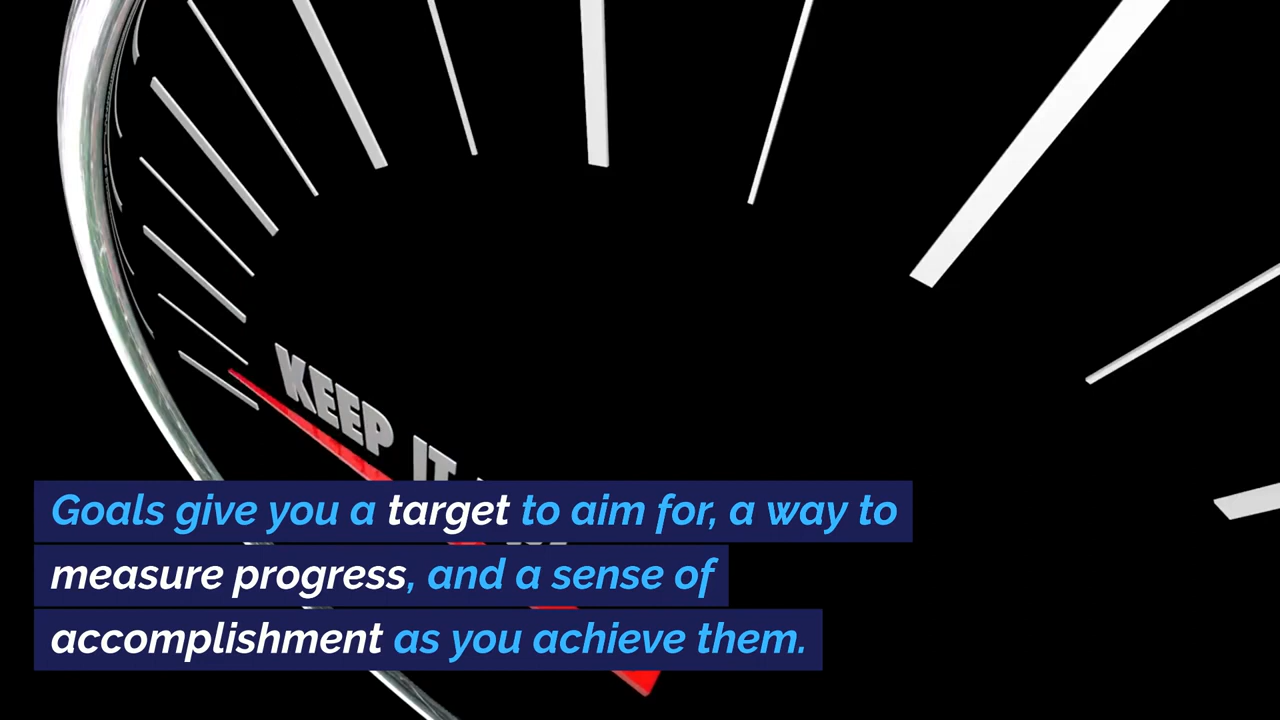 KEEP IT
Goals give you a target to aim for, a way to
measure progress, and a sense of
accomplishment as you achieve them.